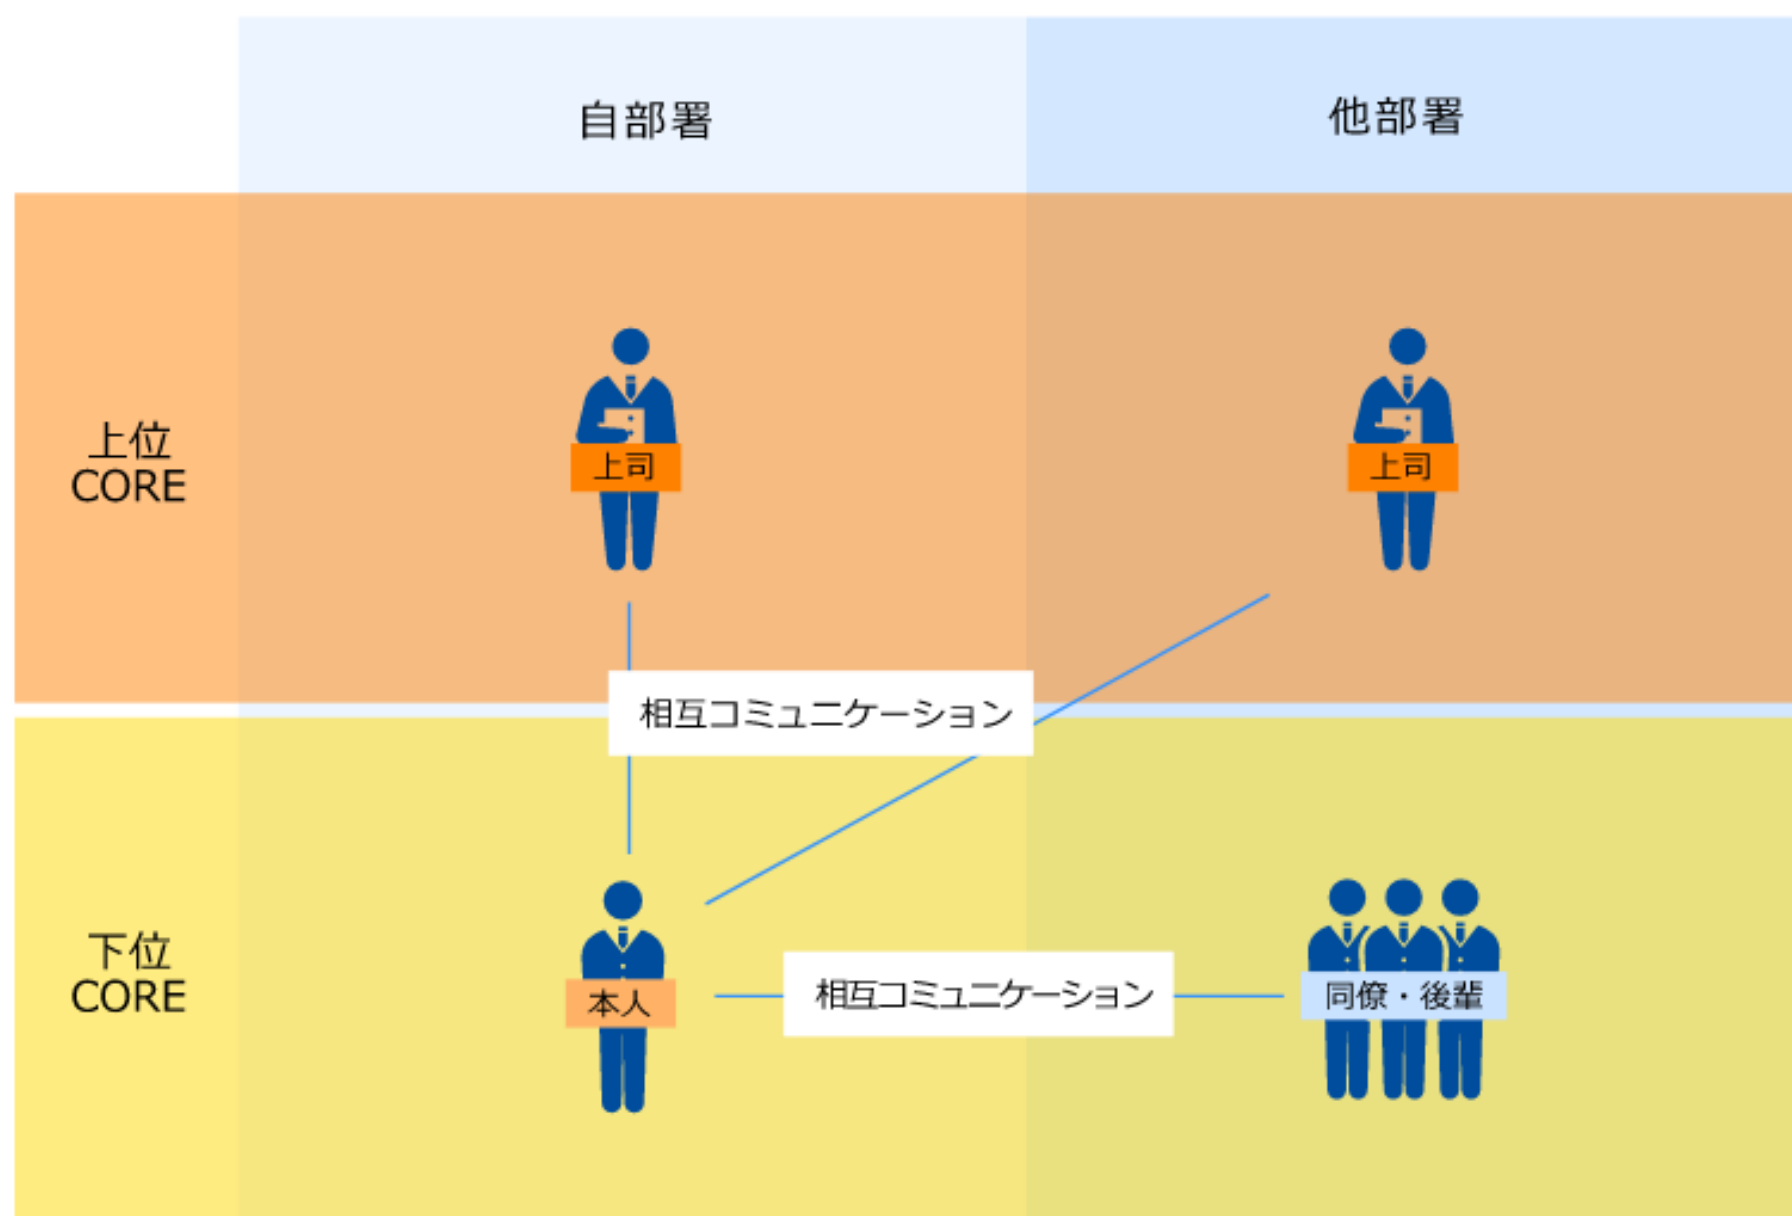 自部署
他部署
上位
CORE
上司
上司
相互コミュニケーション
下位
CORE
本人
相互コミュニケーション
同僚・後輩